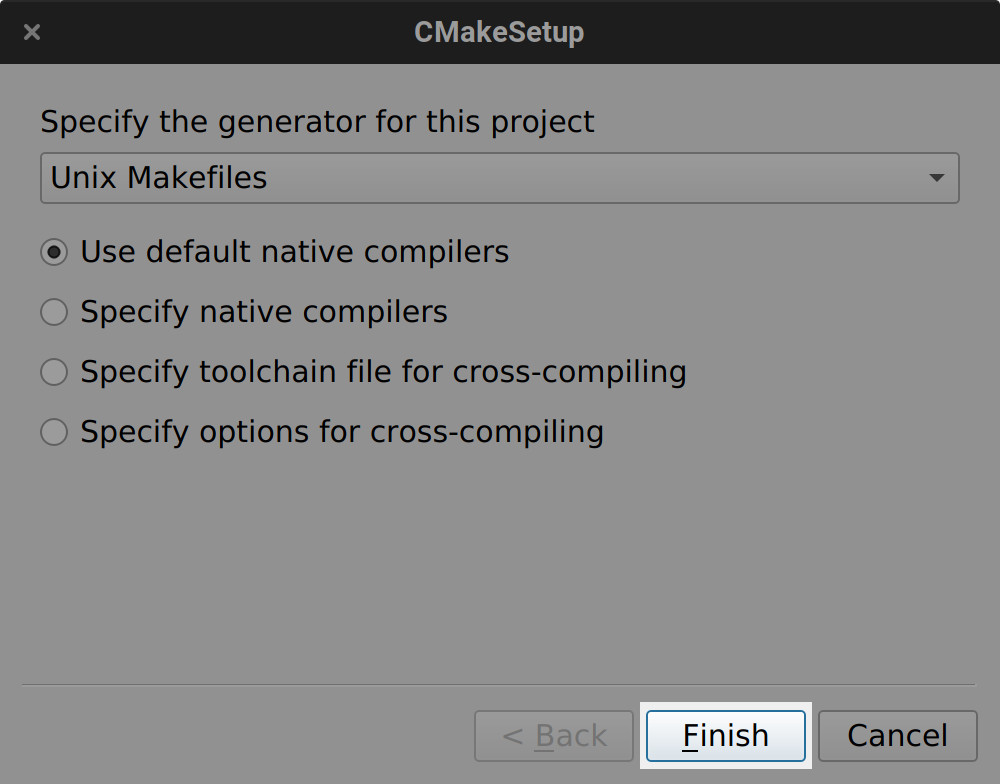 CMakeSetup
Specify the generator for this project
Unix Makefiles
Use default native compilers
Specify native compilers
Specify toolchain file for cross-compiling
Specify options for cross-compiling
< Back Finish Cancel